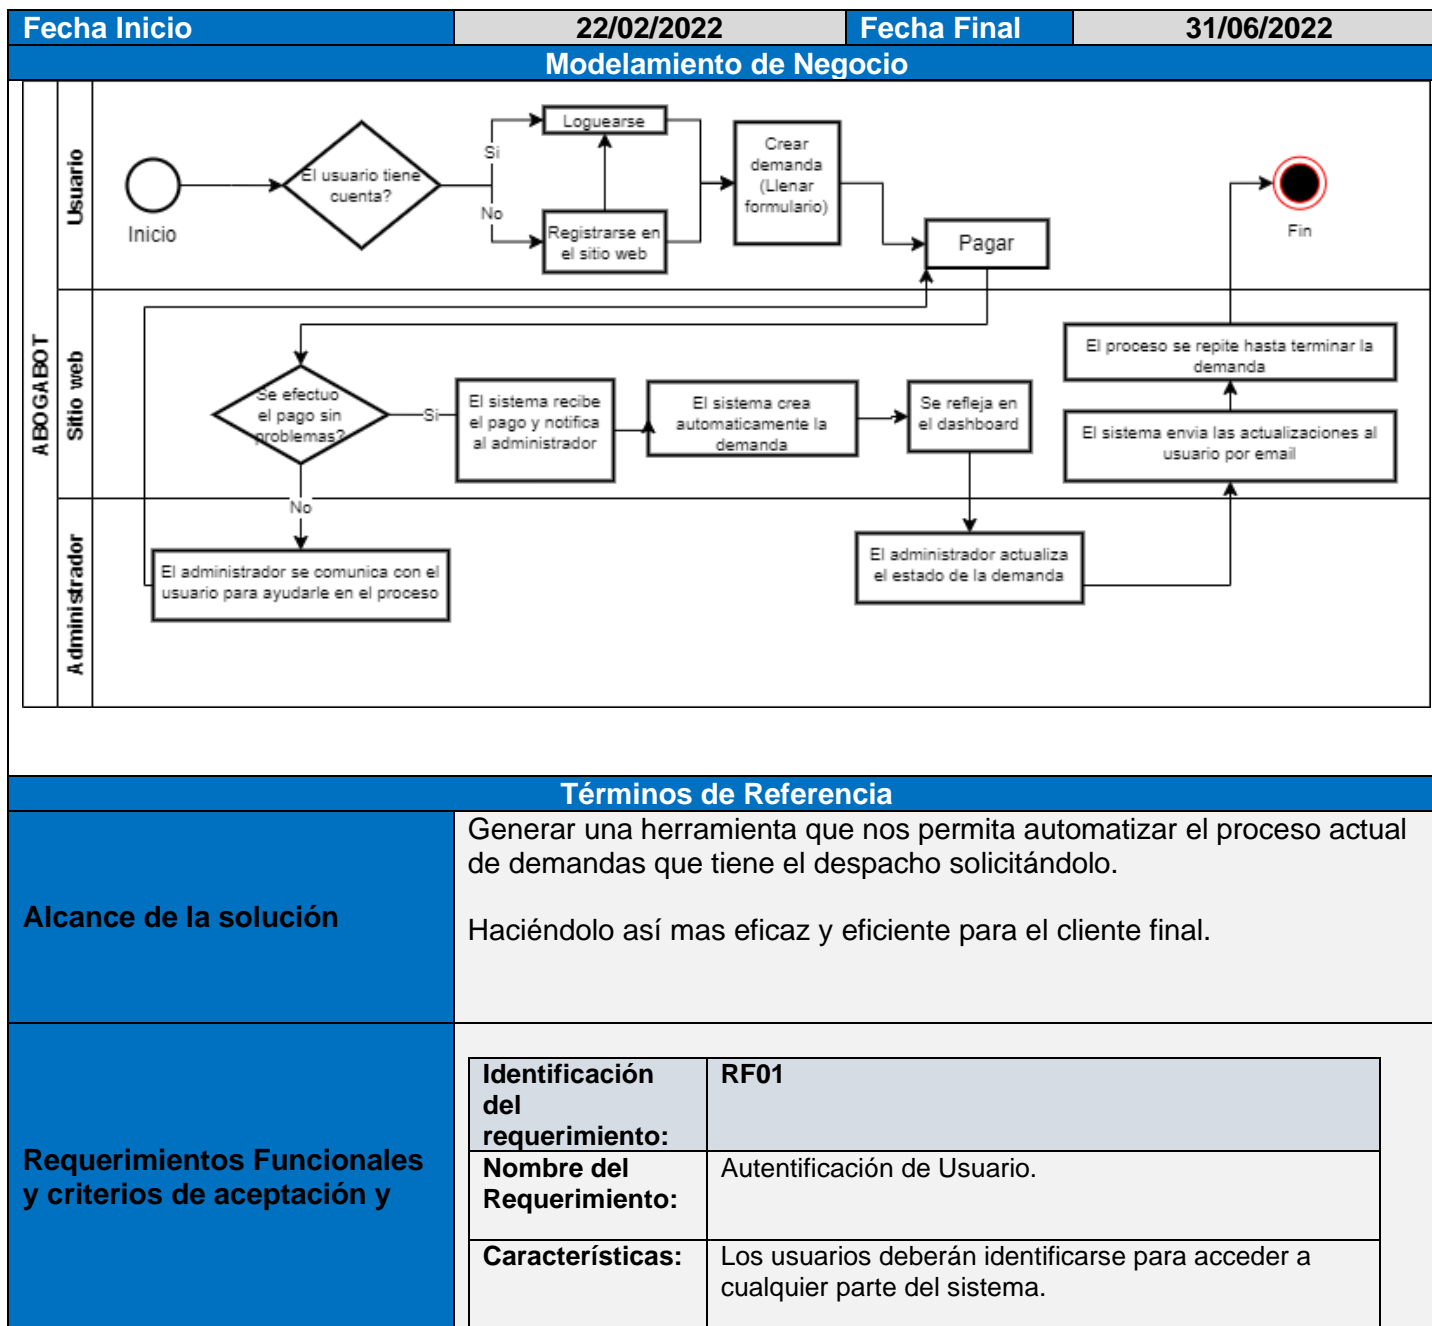 Fecha Inicio
22/02/2022
Fecha Final
31/06/2022
Modelamiento de Negocio
ABOGABOT
Usuario
Inicio
El usuario tiene
cuenta?
Si
No
Loguearse
Registrarse en
el sitio web
Crear
demanda
(Llenar
formulario)
Pagar
Fin
Sitio web
Se efectuo
el pago sin
problemas?
Si
No
El sistema recibe
el pago y notifica
al administrador
El sistema crea
automaticamente la
demanda
Se refleja en
el dashboard
El proceso se repite hasta terminar la
demanda
El sistema envia las actualizaciones al
usuario por email
Administrador
El administrador se comunica con el
usuario para ayudarle en el proceso
El administrador actualiza
el estado de la demanda
Términos de Referencia
Alcance de la solución
Generar una herramienta que nos permita automatizar el proceso actual
de demandas que tiene el despacho solicitándolo.
Haciéndolo así mas eficaz y eficiente para el cliente final.
Requerimientos Funcionales
y criterios de aceptación y
Identificación
del
requerimiento:
RF01
Nombre del
Requerimiento:
Autentificación de Usuario.
Características:
Los usuarios deberán identificarse para acceder a
cualquier parte del sistema.